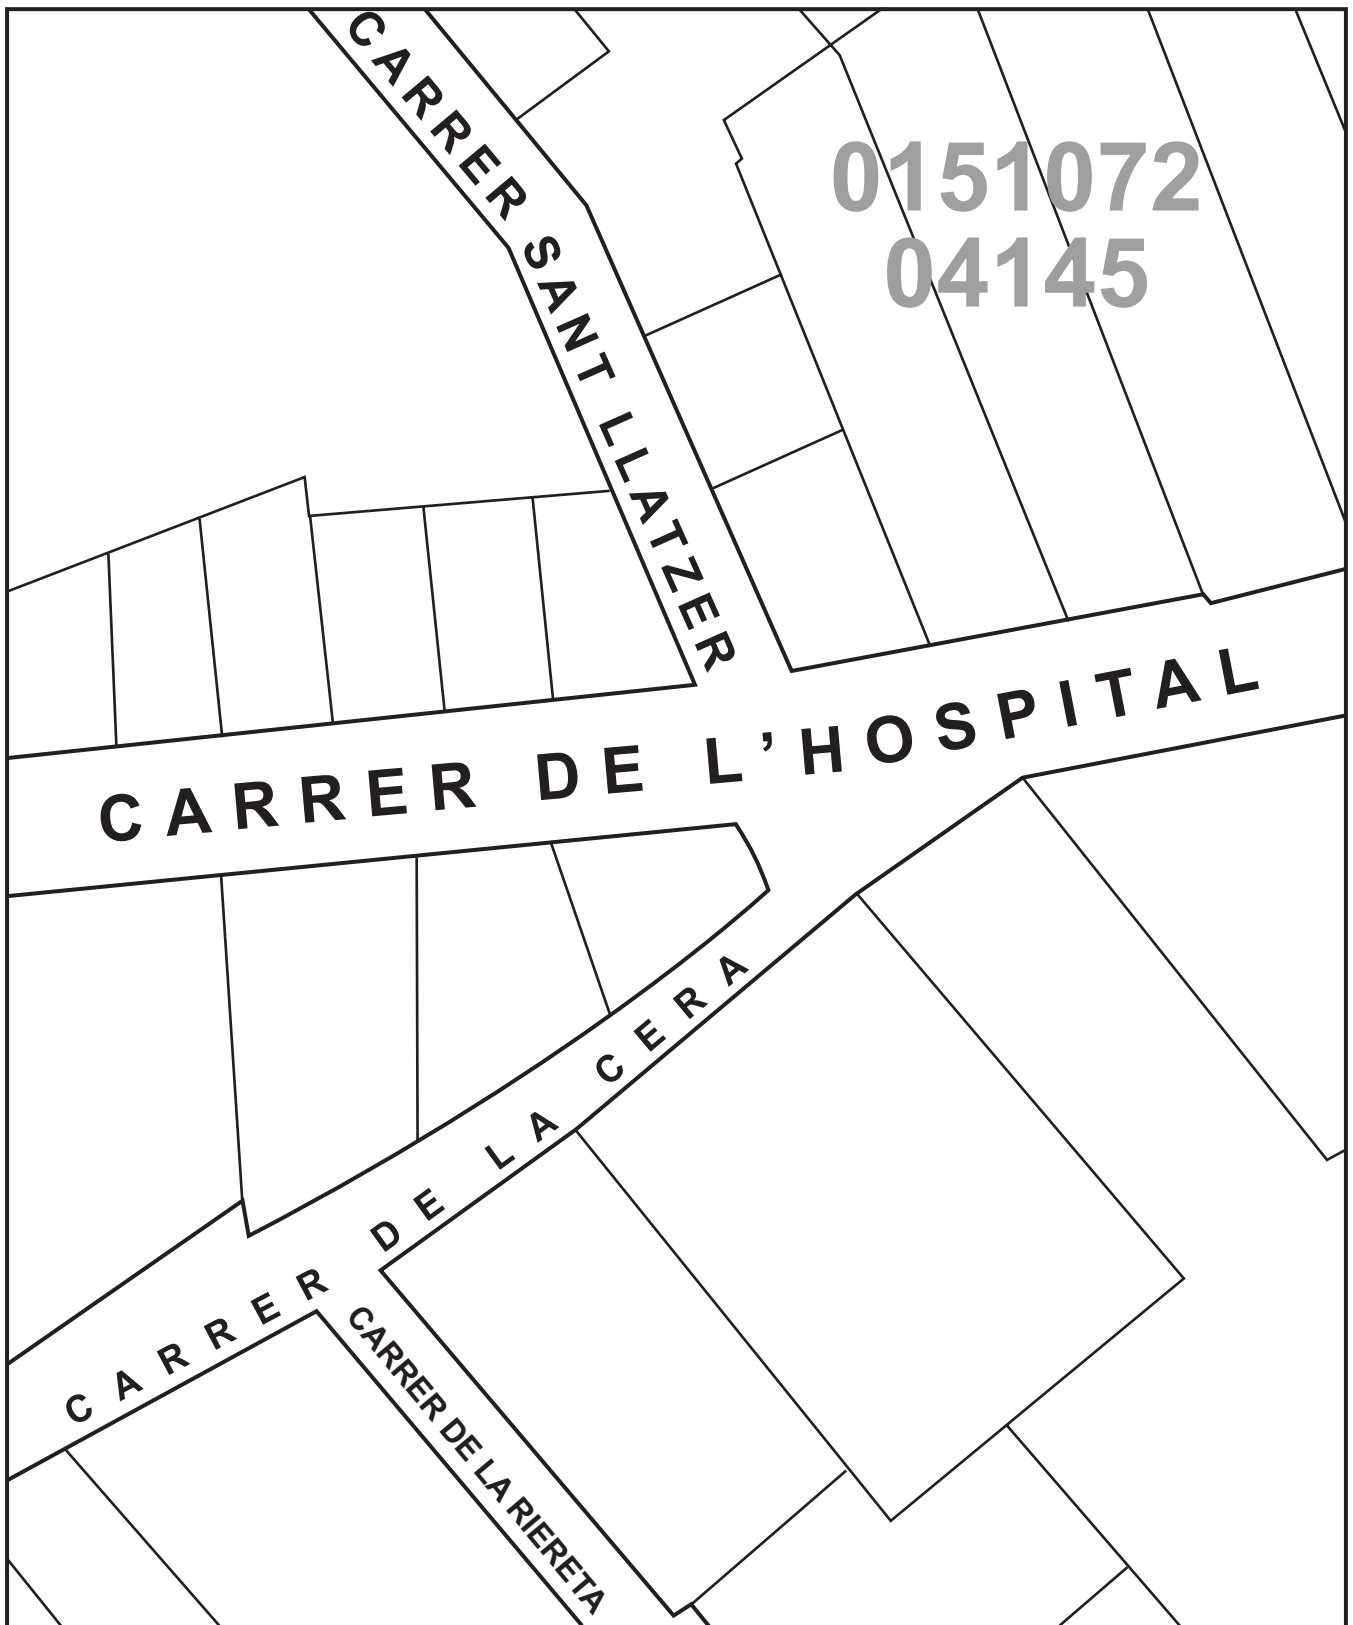 CARRER SANT LLATZER
0151072
04145
CARRER DE L’HOSPITAL
CARRER DE LA CERA
CARRER DE LA RIERETA